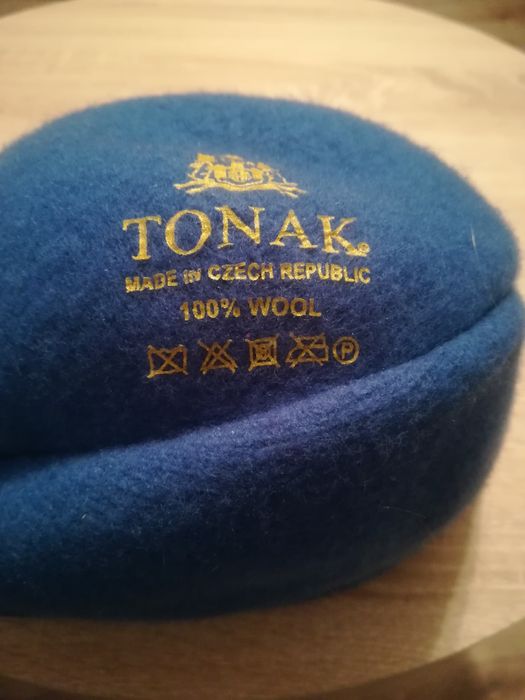 TONAK®
MADE IN CZECH REPUBLIC
100% WOOL
P